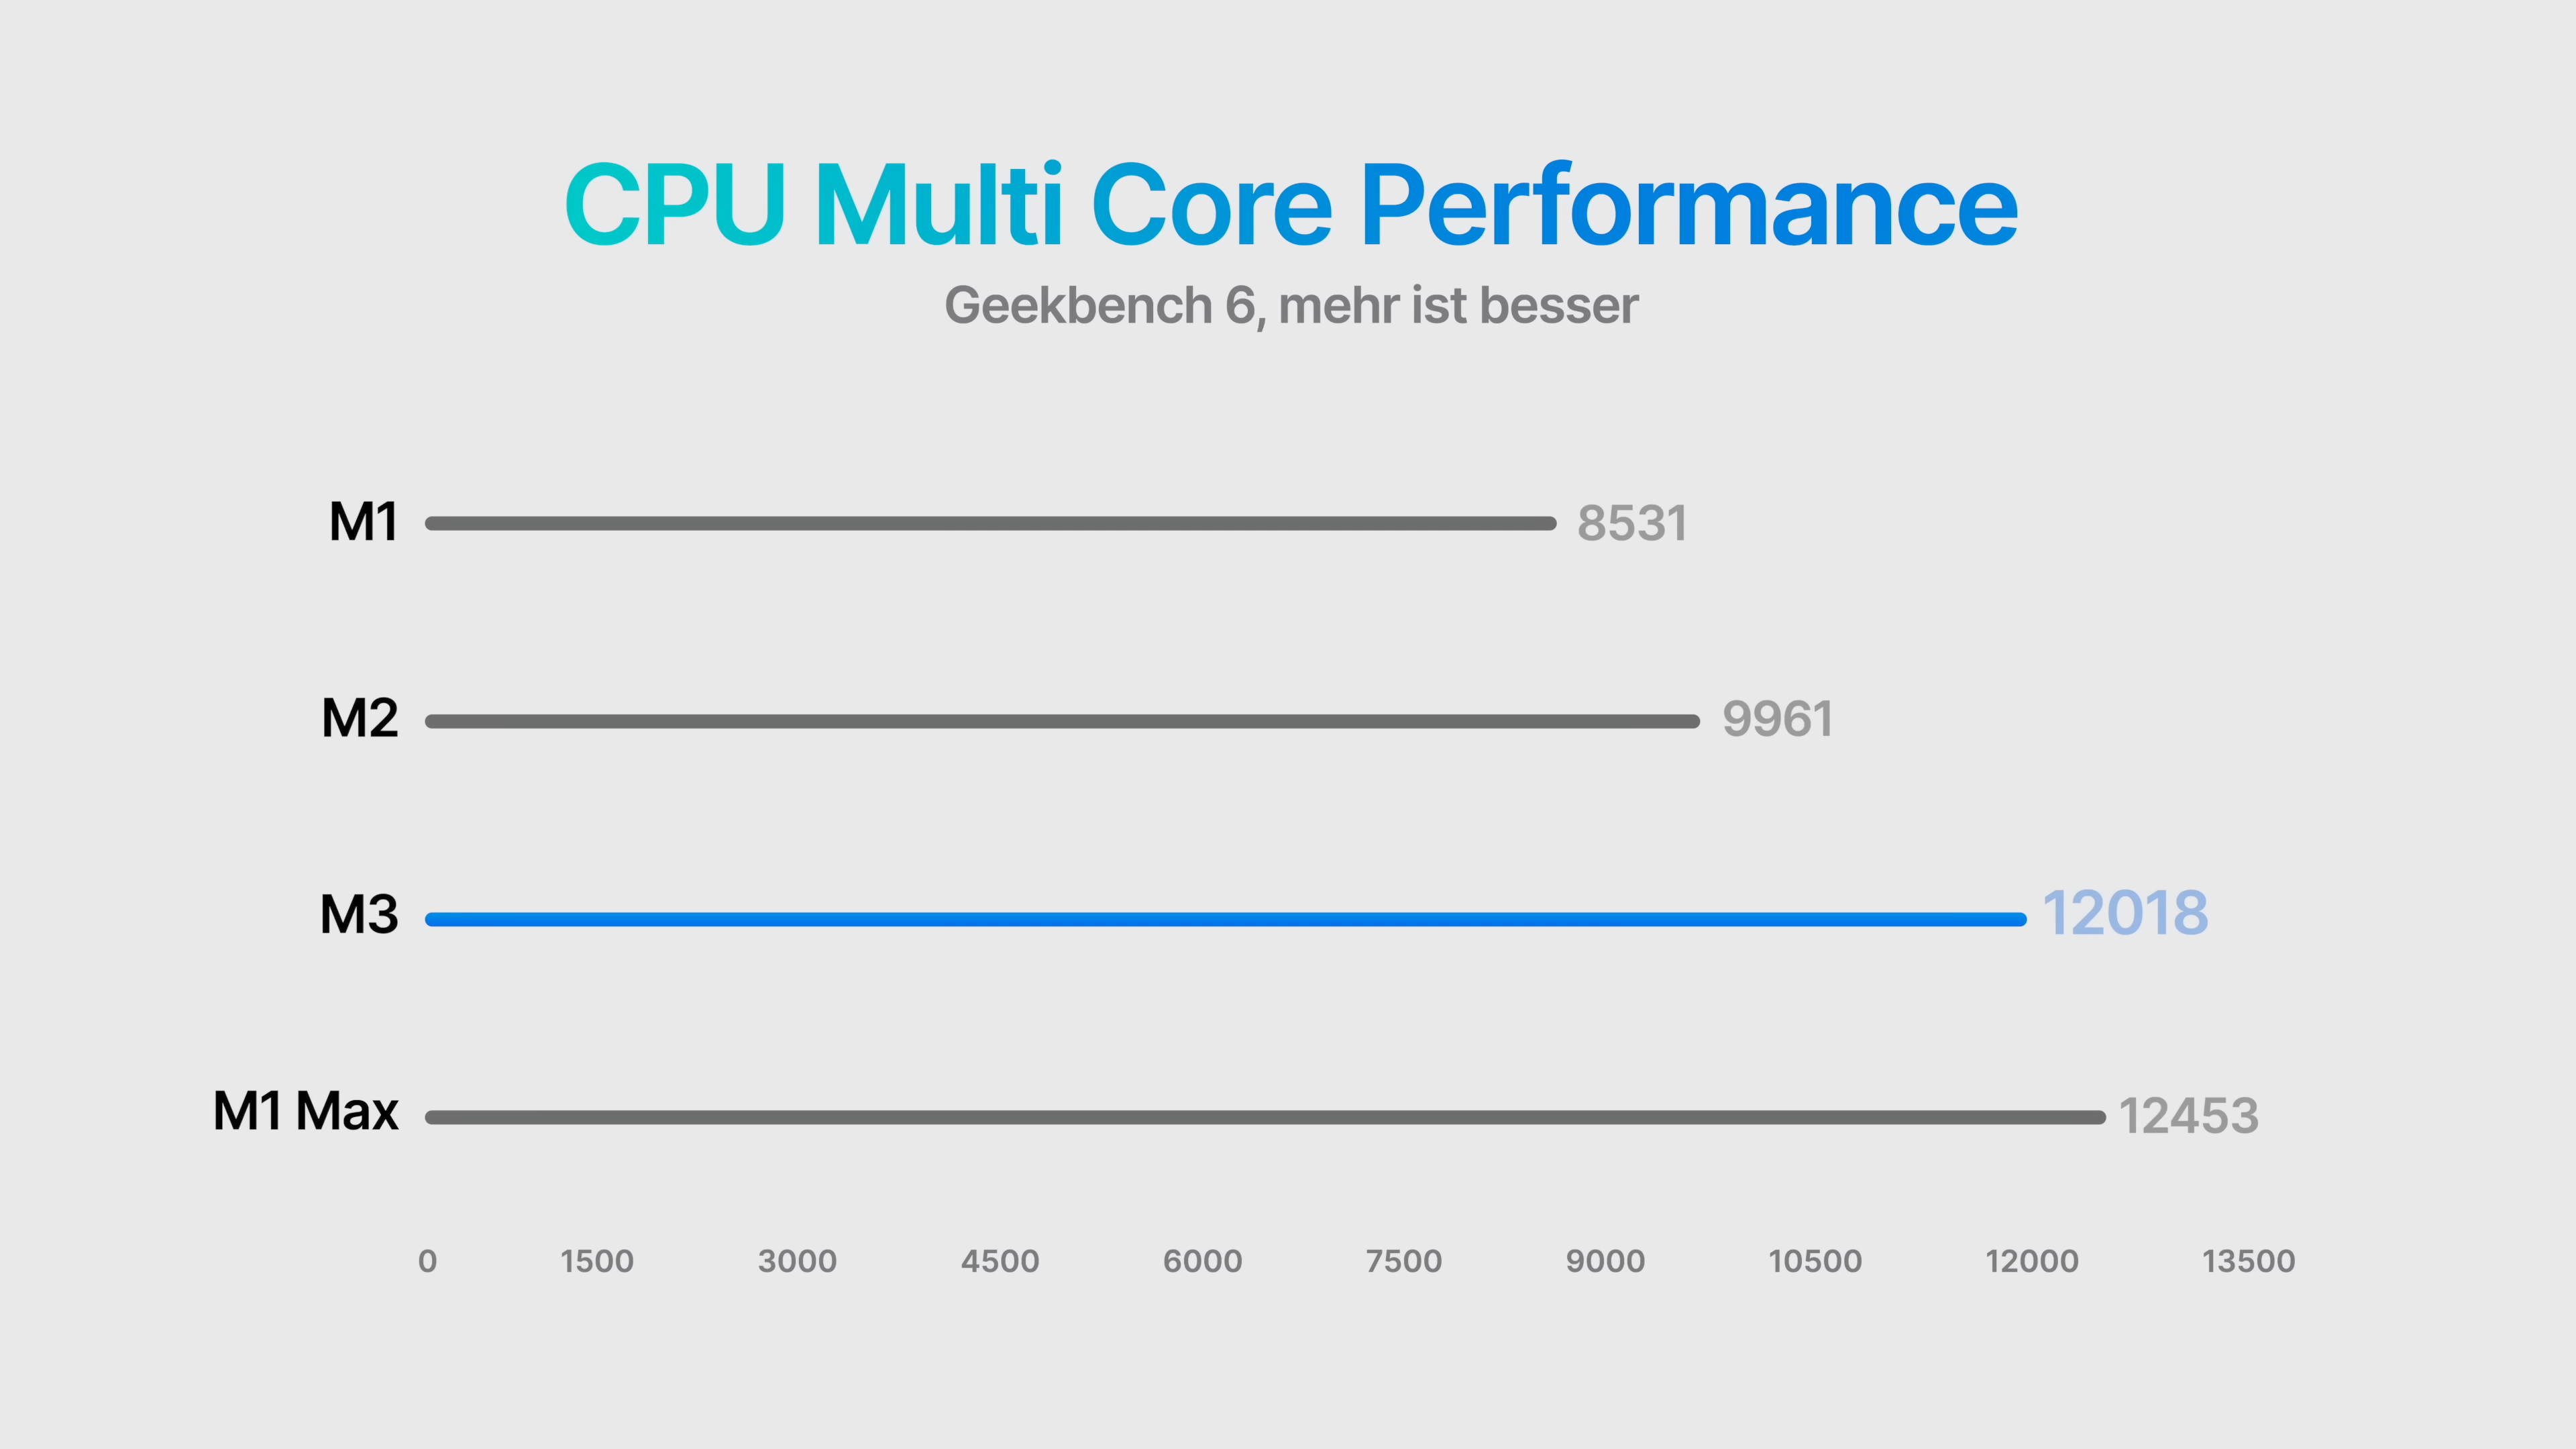 CPU Multi Core Performance
Geekbench 6, mehr ist besser
M1 8531
M2 9961
M3 12018
M1 Max 12453
0 1500 3000 4500 6000 7500 9000 10500 12000 13500